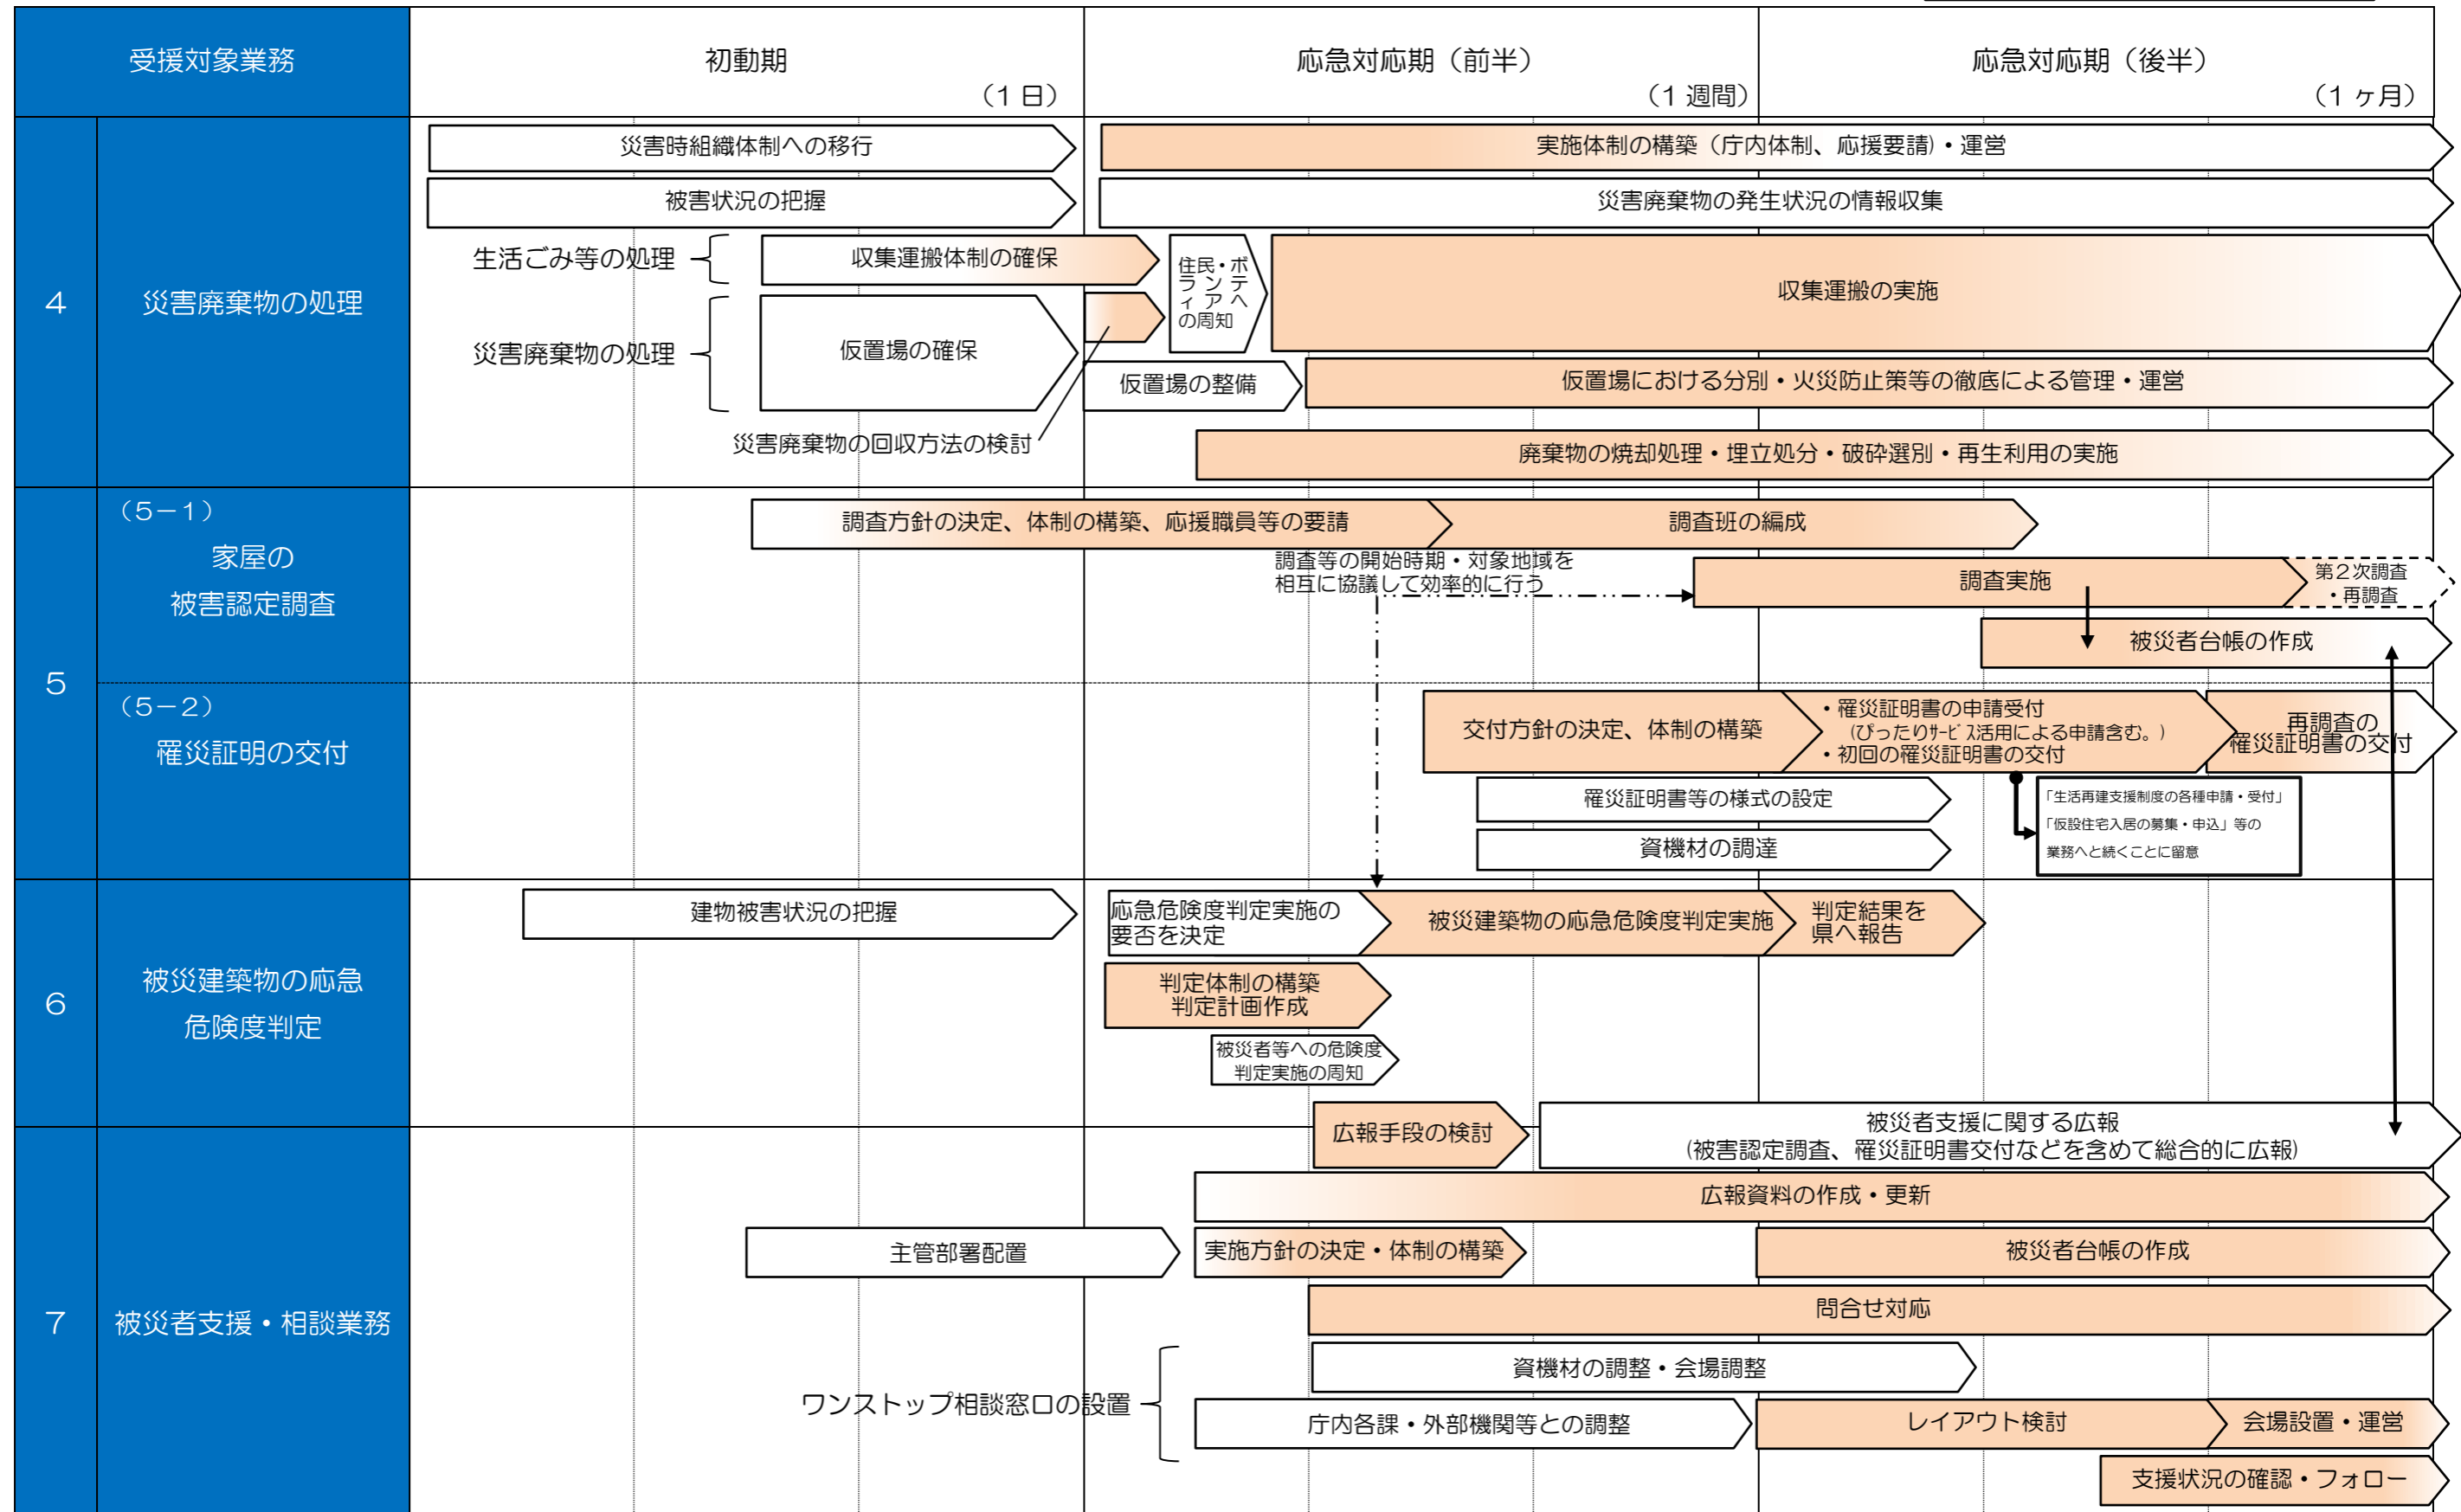 受援対象業務
初動期
（1 日）
応急対応期（前半）
（1 週間）
応急対応期（後半）
（1 ヶ月）
4
災害廃棄物の処理
災害時組織体制への移行
実施体制の構築（庁内体制、応援要請）・運営
被害状況の把握
災害廃棄物の発生状況の情報収集
生活ごみ等の処理
収集運搬体制の確保
住民・ボ
ランテ
ィアへ
の周知
収集運搬の実施
災害廃棄物の処理
仮置場の確保
仮置場の整備
仮置場における分別・火災防止策等の徹底による管理・運営
災害廃棄物の回収方法の検討
廃棄物の焼却処理・埋立処分・破砕選別・再生利用の実施
5
（5－1）
家屋の
被害認定調査
調査方針の決定、体制の構築、応援職員等の要請
調査班の編成
調査等の開始時期・対象地域を
相互に協議して効率的に行う
調査実施
第２次調査
・再調査
被災者台帳の作成
（5－2）
罹災証明の交付
交付方針の決定、体制の構築
・罹災証明書の申請受付
(ぴったりｻｰﾋﾞｽ活用による申請含む。)
・初回の罹災証明書の交付
再調査の
罹災証明書の交付
罹災証明書等の様式の設定
資機材の調達
「生活再建支援制度の各種申請・受付」
「仮設住宅入居の募集・申込」等の
業務へと続くことに留意
6
被災建築物の応急
危険度判定
建物被害状況の把握
応急危険度判定実施の
要否を決定
被災建築物の応急危険度判定実施
判定結果を
県へ報告
判定体制の構築
判定計画作成
被災者等への危険度
判定実施の周知
7
被災者支援・相談業務
広報手段の検討
被災者支援に関する広報
(被害認定調査、罹災証明書交付などを含めて総合的に広報)
広報資料の作成・更新
主管部署配置
実施方針の決定・体制の構築
被災者台帳の作成
問合せ対応
ワンストップ相談窓口の設置
資機材の調整・会場調整
庁内各課・外部機関等との調整
レイアウト検討
会場設置・運営
支援状況の確認・フォロー